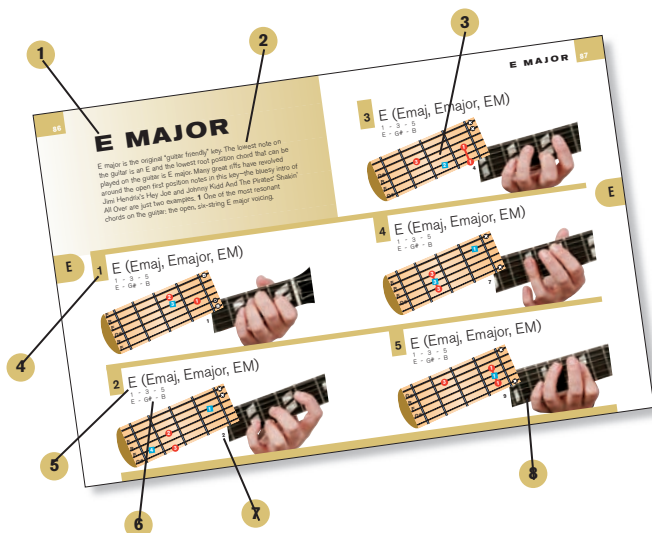 1
2
3
86
E MAJOR
E major is the original "guitar friendly" key. The lowest note on
the guitar is an E and the lowest root position chord that can be
played on the guitar is E major. Many great riffs have revolved
around the open first position notes in this key—the bluesy intro of
Jimi Hendrix's Hey Joe and Johnny Kidd And The Pirates' Shakin'
All Over are just two examples. 1 One of the most resonant
chords on the guitar: the open, six-string E major voicing.
E
1 E (Emaj, Emajor, EM)
1 - 3 - 5
E - G# - B
1
2 E (Emaj, Emajor, EM)
1 - 3 - 5
E - G# - B
2
E MAJOR 87
3 E (Emaj, Emajor, EM)
1 - 3 - 5
E - G# - B
4
E
4 E (Emaj, Emajor, EM)
1 - 3 - 5
E - G# - B
7
5 E (Emaj, Emajor, EM)
1 - 3 - 5
E - G# - B
9
4
5
6
7
8